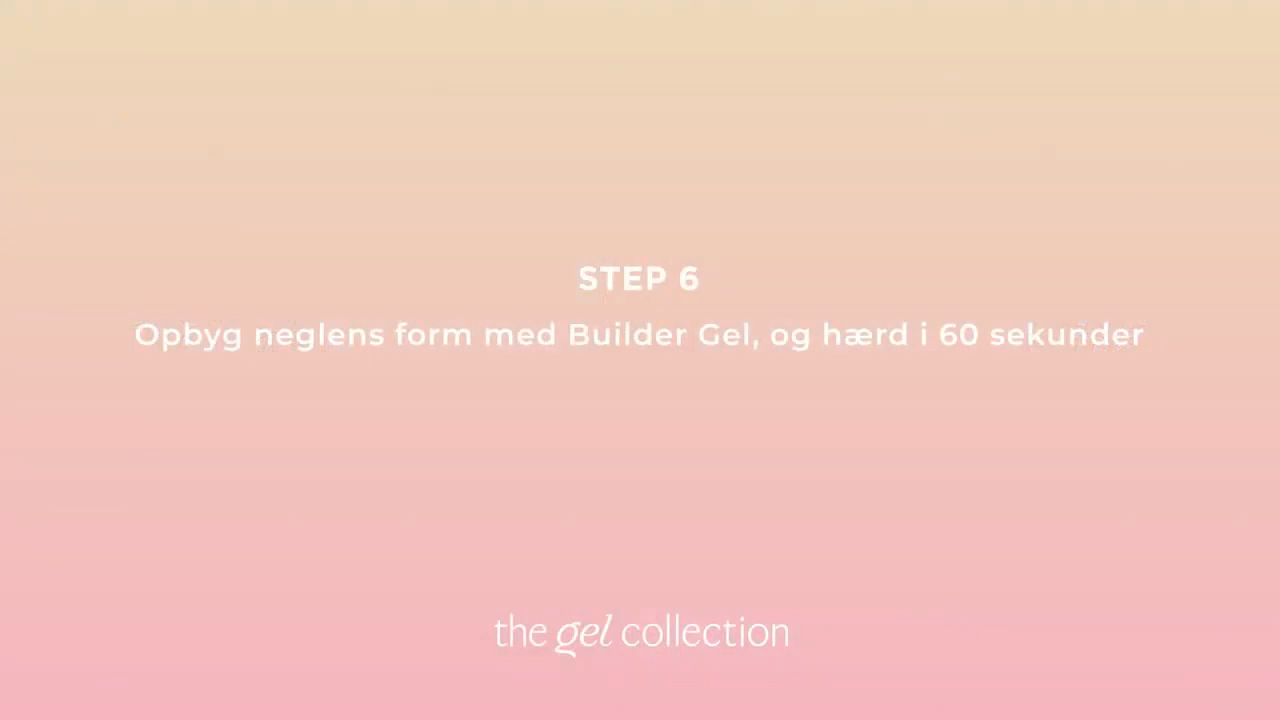 STEP 6
Opbyg neglens form med Builder Gel, og hærd i 60 sekunder
the gel collection